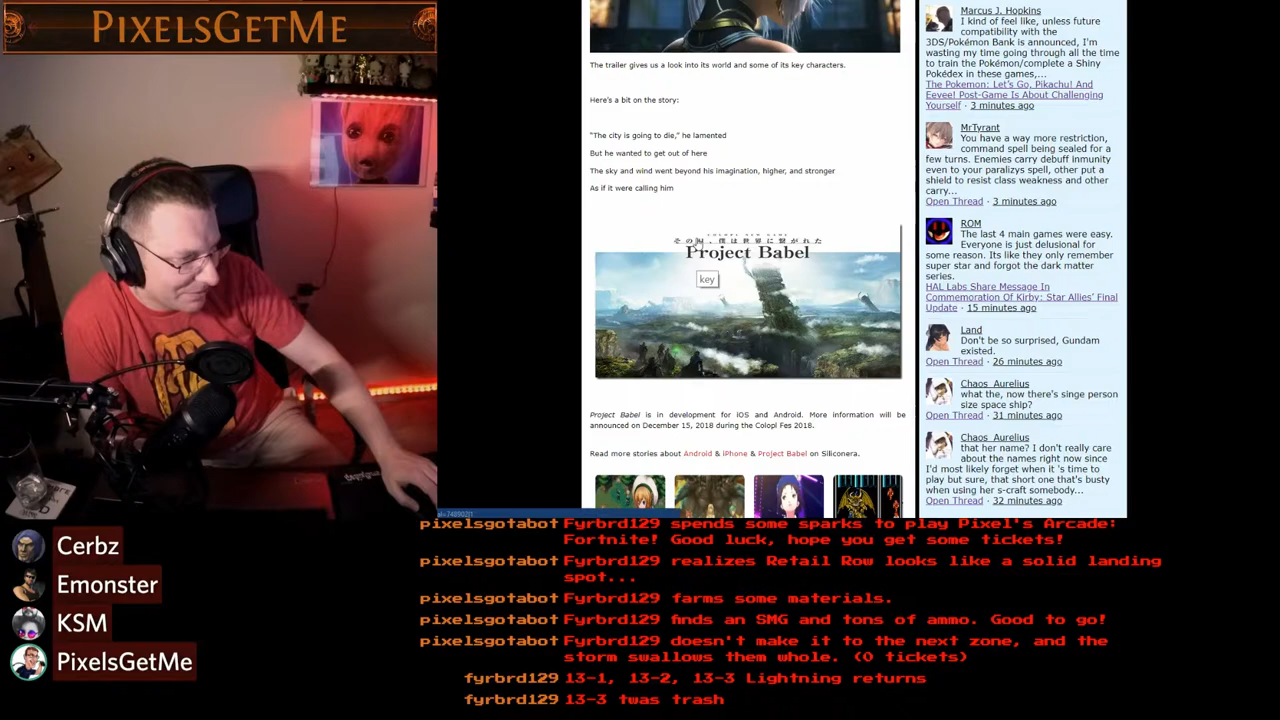 PIXELSGETME
The trailer gives us a look into its world and some of its key characters.
Here's a bit on the story:
“The city is going to die,” he lamented
But he wanted to get out of here
The sky and wind went beyond his imagination, higher, and stronger
As if it were calling him
COLOPL NEW GAME
その日、僕は世界に繋がれた
Project Babel
key
Project Babel is in development for iOS and Android. More information will be
announced on December 15, 2018 during the Colopl Fes 2018.
Read more stories about Android & iPhone & Project Babel on Siliconera.
Marcus J. Hopkins
I kind of feel like, unless future
compatibility with the
3DS/Pokémon Bank is announced, I'm
wasting my time going through all the time
to train the Pokémon/complete a Shiny
Pokédex in these games,...
The Pokemon: Let's Go, Pikachu! And
Eevee! Post-Game Is About Challenging
Yourself · 3 minutes ago
MrTyrant
You have a way more restriction,
command spell being sealed for a
few turns. Enemies carry debuff inmunity
even to your paralizys spell, other put a
shield to resist class weakness and other
carry...
Open Thread · 3 minutes ago
ROM
The last 4 main games were easy.
Everyone is just delusional for
some reason. Its like they only remember
super star and forgot the dark matter
series.
HAL Labs Share Message In
Commemoration Of Kirby: Star Allies' Final
Update · 15 minutes ago
Land
Don't be so surprised, Gundam
existed.
Open Thread · 26 minutes ago
Chaos_Aurelius
what the, now there's singe person
size space ship?
Open Thread · 31 minutes ago
Chaos_Aurelius
that her name? I don't really care
about the names right now since
I'd most likely forget when it 's time to
play but sure, that short one that's busty
when using her s-craft somebody...
Open Thread · 32 minutes ago
Cerbz
Emonster
KSM
PixelsGetMe
pixelsgotabot Fyrbrd129 spends some sparks to play Pixel's Arcade:
Fortnite! Good luck, hope you get some tickets!
pixelsgotabot Fyrbrd129 realizes Retail Row looks like a solid landing
spot...
pixelsgotabot Fyrbrd129 farms some materials.
pixelsgotabot Fyrbrd129 finds an SMG and tons of ammo. Good to go!
pixelsgotabot Fyrbrd129 doesn't make it to the next zone, and the
storm swallows them whole. (0 tickets)
fyrbrd129 13-1, 13-2, 13-3 Lightning returns
fyrbrd129 13-3 twas trash